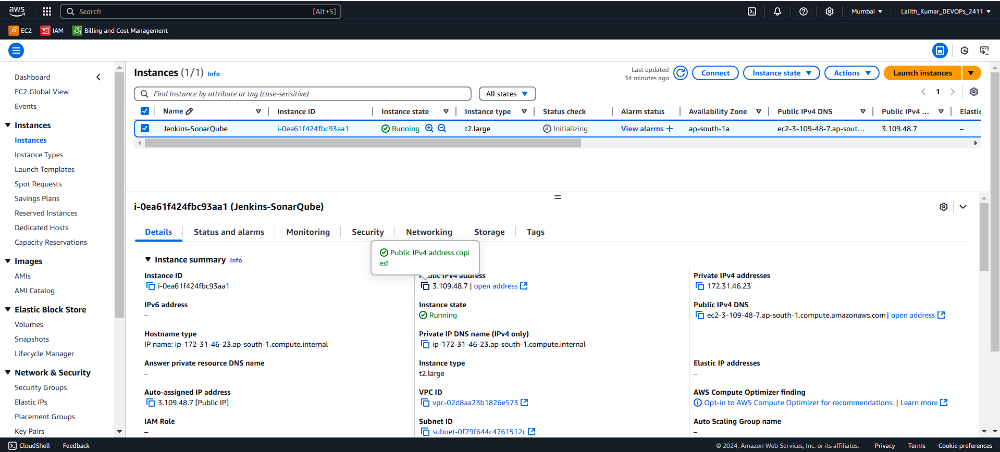 aws
Search [Alt+S]
Mumbai Lalith_Kumar_DEVOPs_2411
EC2 IAM Billing and Cost Management
Dashboard
EC2 Global View
Events
Instances
Instances
Instance Types
Launch Templates
Spot Requests
Savings Plans
Reserved Instances
Dedicated Hosts
Capacity Reservations
Images
AMIs
AMI Catalog
Elastic Block Store
Volumes
Snapshots
Lifecycle Manager
Network & Security
Security Groups
Elastic IPs
Placement Groups
Key Pairs
Instances (1/1) Info
Last updated
34 minutes ago
Connect Instance state Actions Launch instances
Find Instance by attribute or tag (case-sensitive) All states 1
Name Instance ID Instance state Instance type Status check Alarm status Availability Zone Public IPv4 DNS Public IPv4 ... Elastic
Jenkins-SonarQube i-0ea61f424fbc93aa1 Running t2.large Initializing View alarms + ap-south-1a ec2-3-109-48-7.ap-sout... 3.109.48.7 –
i-0ea61f424fbc93aa1 (Jenkins-SonarQube)
Details Status and alarms Monitoring Security Networking Storage Tags
Public IPv4 address copi
ed
Instance summary Info
Instance ID
i-0ea61f424fbc93aa1
Public IPv4 address
3.109.48.7 | open address
Private IPv4 addresses
172.31.46.23
IPv6 address
–
Instance state
Running
Public IPv4 DNS
ec2-3-109-48-7.ap-south-1.compute.amazonaws.com | open address
Hostname type
IP name: ip-172-31-46-23.ap-south-1.compute.internal
Private IP DNS name (IPv4 only)
ip-172-31-46-23.ap-south-1.compute.internal
Answer private resource DNS name
–
Instance type
t2.large
Elastic IP addresses
–
Auto-assigned IP address
3.109.48.7 [Public IP]
VPC ID
vpc-02d8aa23b1826e573
AWS Compute Optimizer finding
Opt-in to AWS Compute Optimizer for recommendations. | Learn more
IAM Role
–
Subnet ID
subnet-0f79f644c4761512c
Auto Scaling Group name
–
CloudShell Feedback © 2024, Amazon Web Services, Inc. or its affiliates. Privacy Terms Cookie preferences